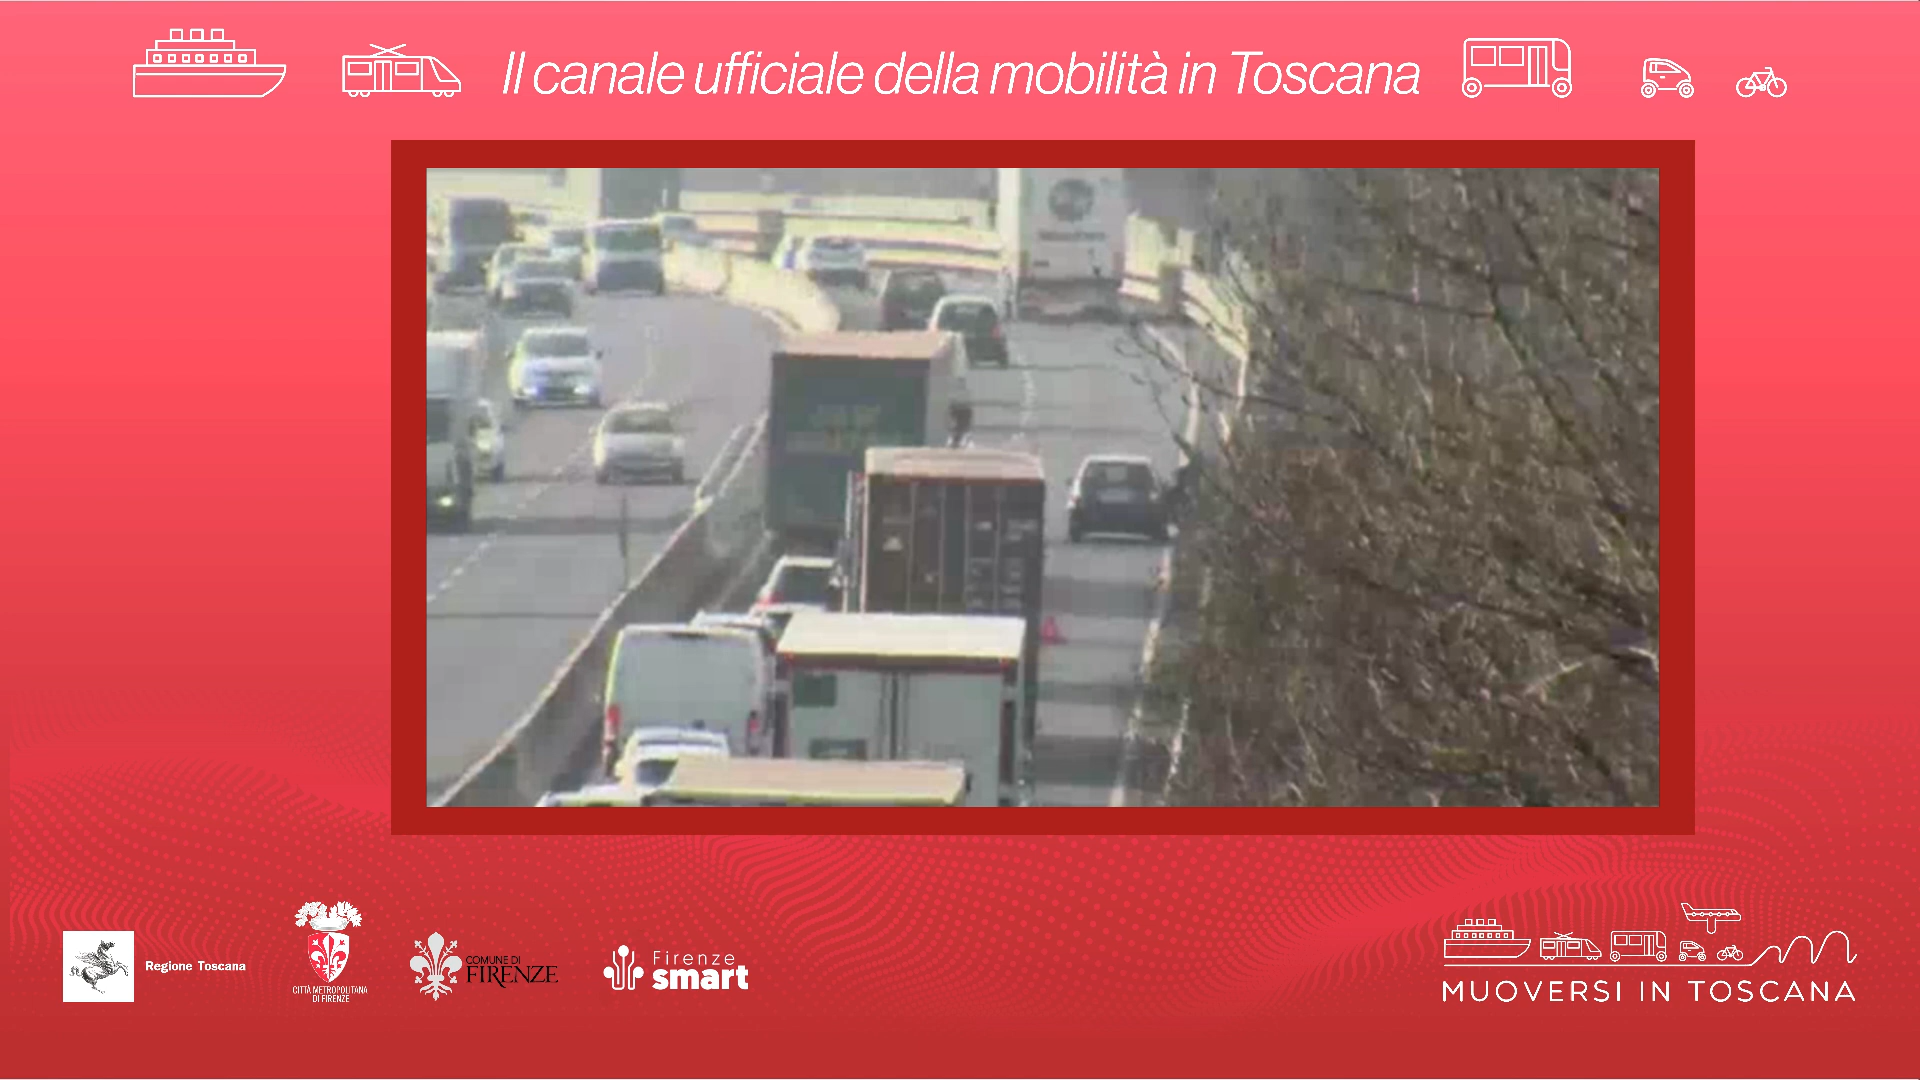 Il canale ufficiale della mobilità in Toscana
Regione Toscana
CITTÀ METROPOLITANA
DI FIRENZE
COMUNE DI
FIRENZE
Firenze
smart
MUOVERSI IN TOSCANA